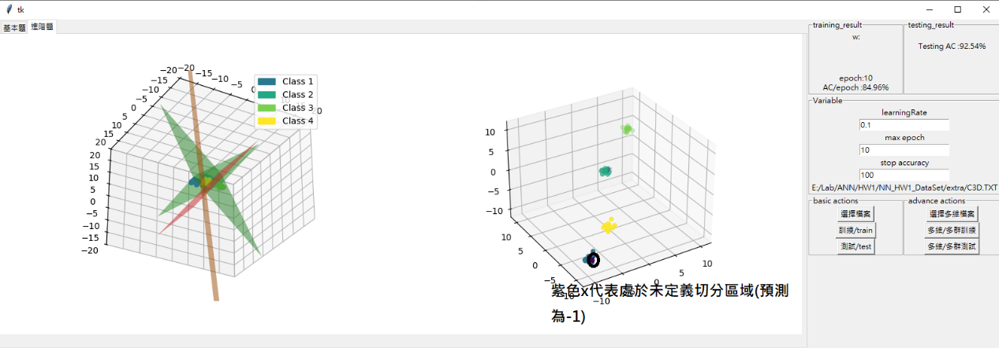 tk
基本題 進階題
-20
-15
-10
-5
0
5
10
15
20
-20
-15
-10
-5
0
10
20
20
15
10
5
0
-5
-10
-15
-20
Class 1
Class 2
Class 3
Class 4
10
5
0
-5
-10
10
5
0
-5
-10
-10
0
5
10
紫色x代表處於未定義切分區域(預測
為-1)
training_result
w:
epoch:10
AC/epoch :84.96%
testing_result
Testing AC :92.54%
Variable
learningRate
0.1
max epoch
10
stop accuracy
100
E:/Lab/ANN/HW1/NN_HW1_DataSet/extra/C3D.TXT
basic actions
選擇檔案
訓練/train
測試/test
advance actions
選擇多維檔案
多維/多群訓練
多維/多群測試